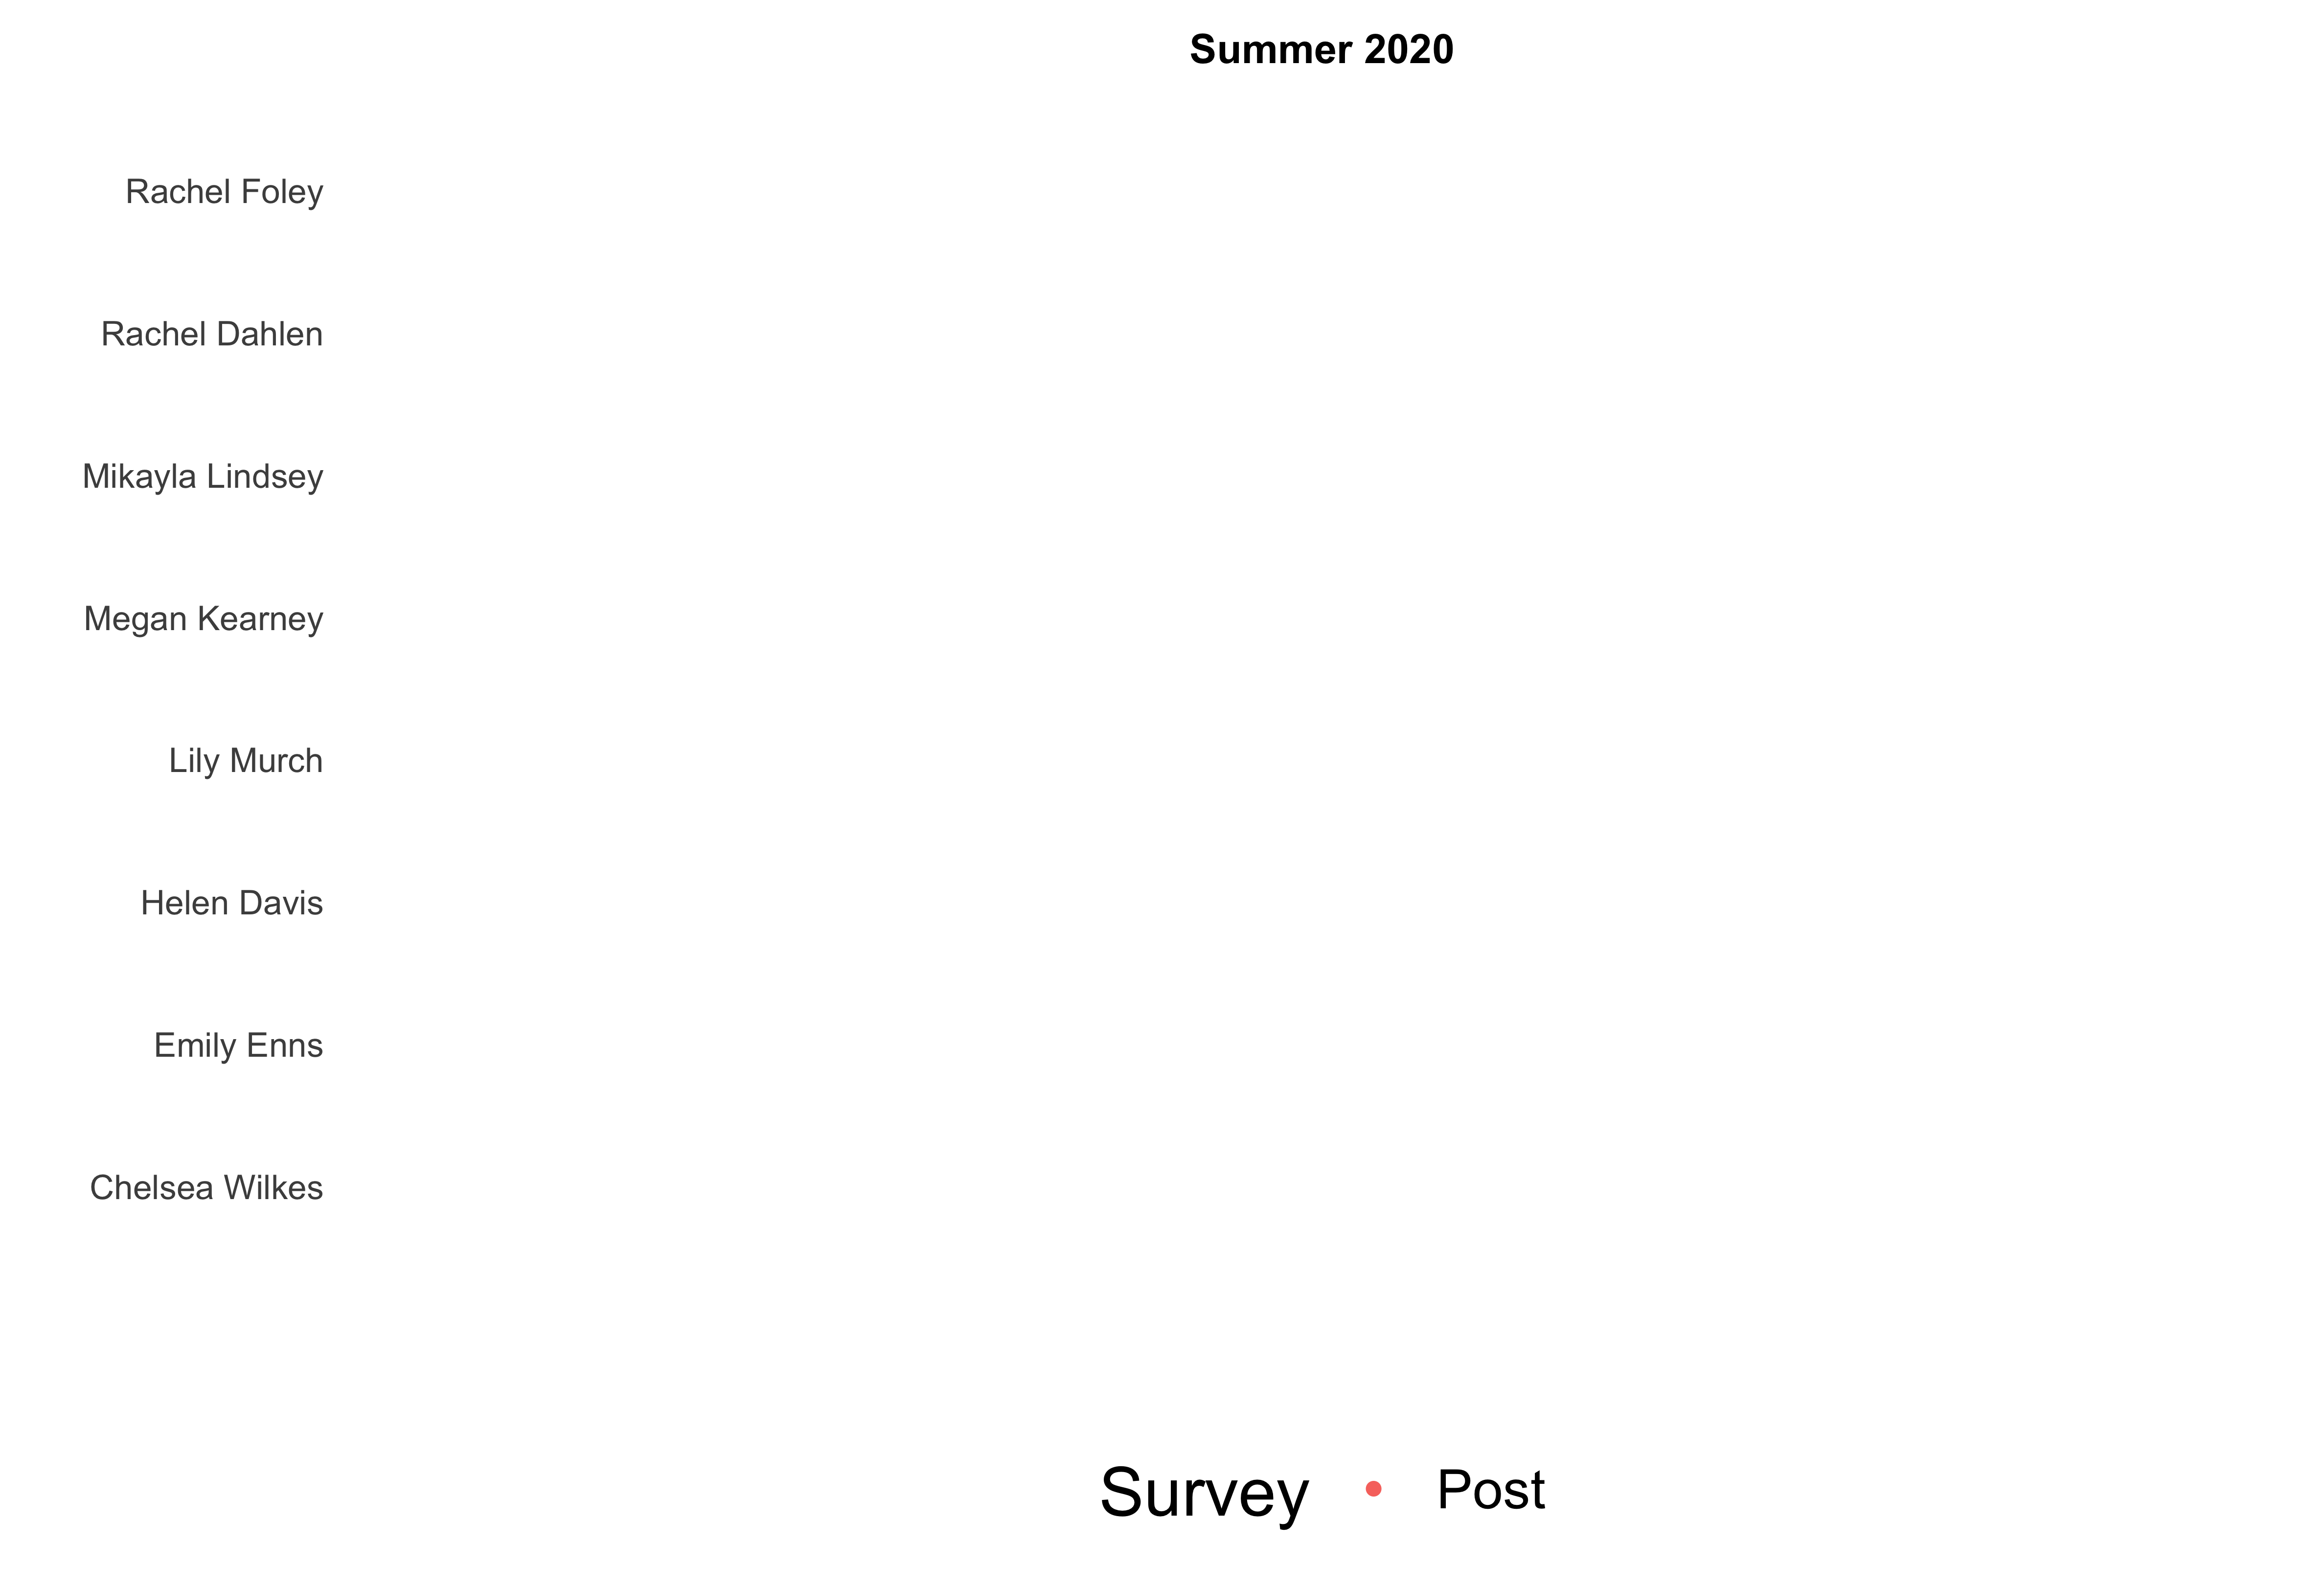 Summer 2020
Rachel Foley
Rachel Dahlen
Mikayla Lindsey
Megan Kearney
Lily Murch
Helen Davis
Emily Enns
Chelsea Wilkes
Survey Post